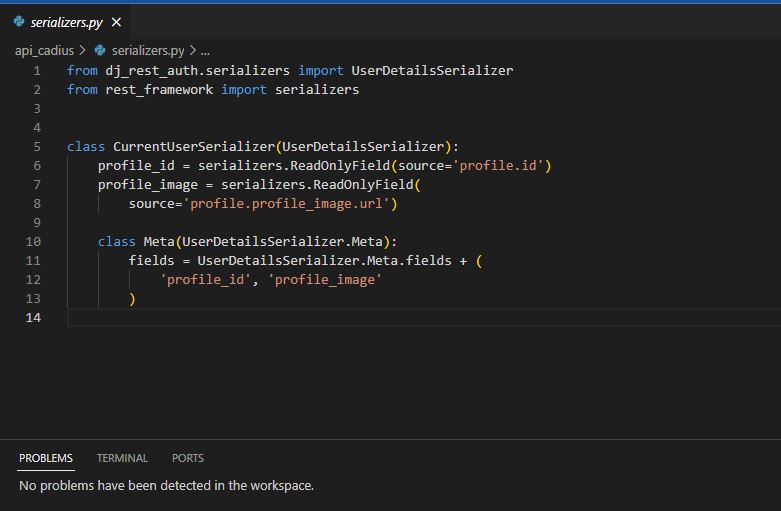 serializers.py ×
api_cadius > serializers.py > ...
1 from dj_rest_auth.serializers import UserDetailsSerializer
2 from rest_framework import serializers
3
4
5 class CurrentUserSerializer(UserDetailsSerializer):
6     profile_id = serializers.ReadOnlyField(source='profile.id')
7     profile_image = serializers.ReadOnlyField(
8         source='profile.profile_image.url')
9
10     class Meta(UserDetailsSerializer.Meta):
11         fields = UserDetailsSerializer.Meta.fields + (
12             'profile_id', 'profile_image'
13         )
14
PROBLEMS TERMINAL PORTS
No problems have been detected in the workspace.